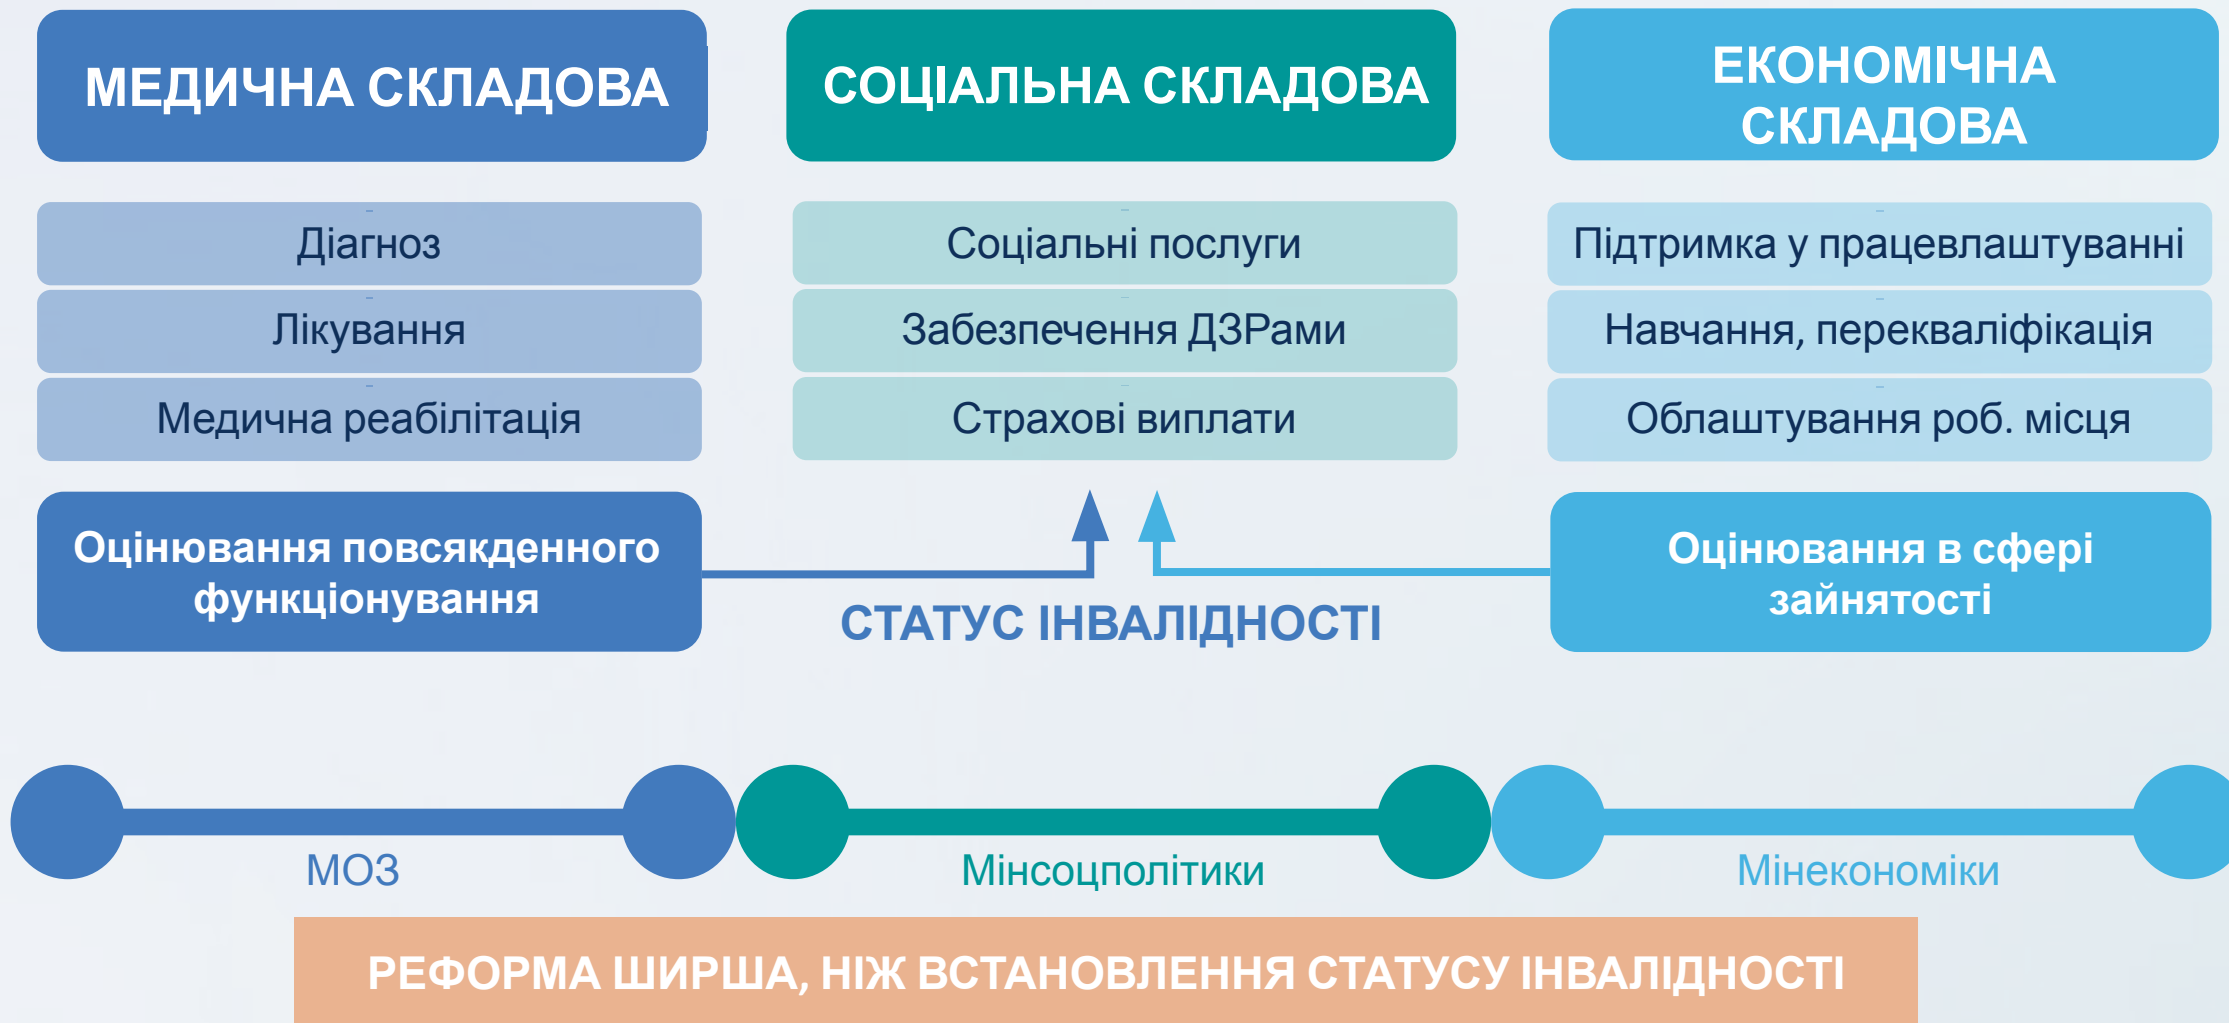 МЕДИЧНА СКЛАДОВА
Діагноз
Лікування
Медична реабілітація
Оцінювання повсякденного
функціонування
СОЦІАЛЬНА СКЛАДОВА
Соціальні послуги
Забезпечення ДЗРами
Страхові виплати
СТАТУС ІНВАЛІДНОСТІ
ЕКОНОМІЧНА
СКЛАДОВА
Підтримка у працевлаштуванні
Навчання, перекваліфікація
Облаштування роб. місця
Оцінювання в сфері
зайнятості
МОЗ
Мінсоцполітики
Мінекономіки
РЕФОРМА ШИРША, НІЖ ВСТАНОВЛЕННЯ СТАТУСУ ІНВАЛІДНОСТІ